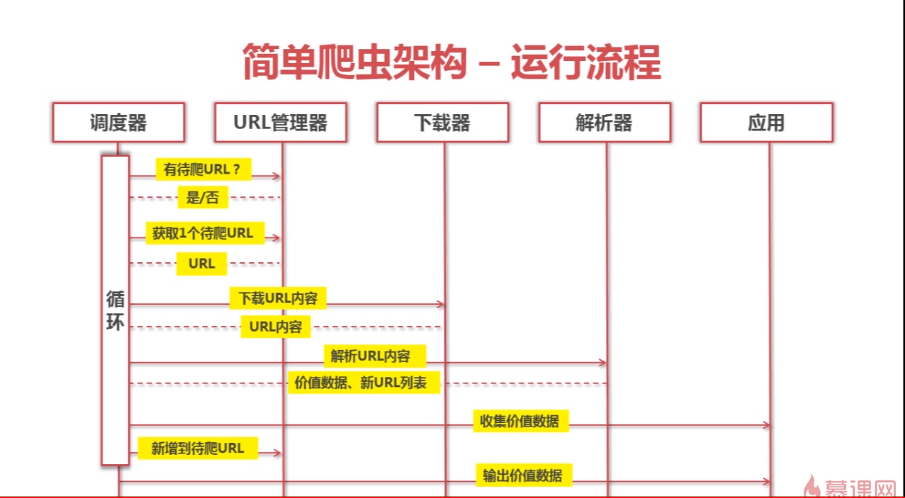 简单爬虫架构 – 运行流程
调度器
URL管理器
下载器
解析器
应用
有待爬URL？
是/否
获取1个待爬URL
URL
下载URL内容
循环
URL内容
解析URL内容
价值数据、新URL列表
收集价值数据
新增到待爬URL
输出价值数据
慕课网